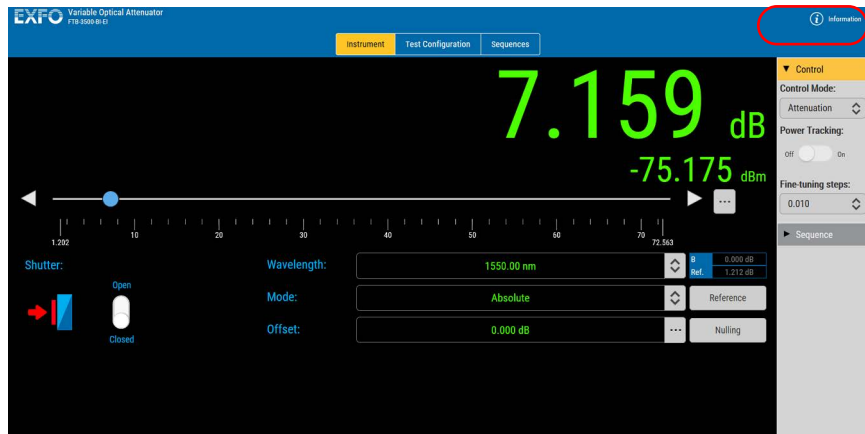 EXFO Variable Optical Attenuator
FTB-3500-BI-EI
i Information
Instrument Test Configuration Sequences
▼ Control
Control Mode:
Attenuation
Power Tracking:
Off On
Fine-tuning steps:
0.010
► Sequence
7.159 dB
-75.175 dBm
...
1.202 10 20 30 40 50 60 70 72.563
Shutter:
Open
Closed
Wavelength: 1550.00 nm
B 0.000 dB
Ref. 1.212 dB
Mode: Absolute
Reference
Offset: 0.000 dB ...
Nulling